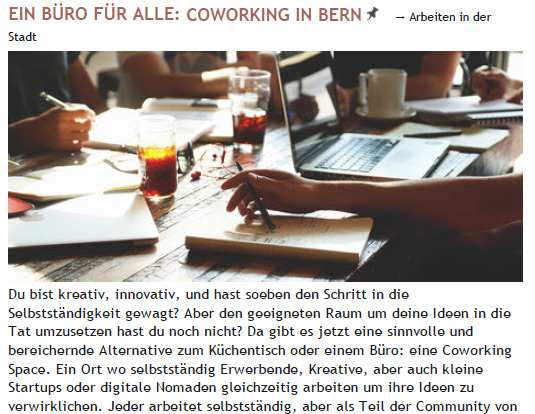 EIN BÜRO FÜR ALLE: COWORKING IN BERN → Arbeiten in der
Stadt
Du bist kreativ, innovativ, und hast soeben den Schritt in die
Selbstständigkeit gewagt? Aber den geeigneten Raum um deine Ideen in die
Tat umzusetzen hast du noch nicht? Da gibt es jetzt eine sinnvolle und
bereichernde Alternative zum Küchentisch oder einem Büro: eine Coworking
Space. Ein Ort wo selbstständig Erwerbende, Kreative, aber auch kleine
Startups oder digitale Nomaden gleichzeitig arbeiten um ihre Ideen zu
verwirklichen. Jeder arbeitet selbstständig, aber als Teil der Community von